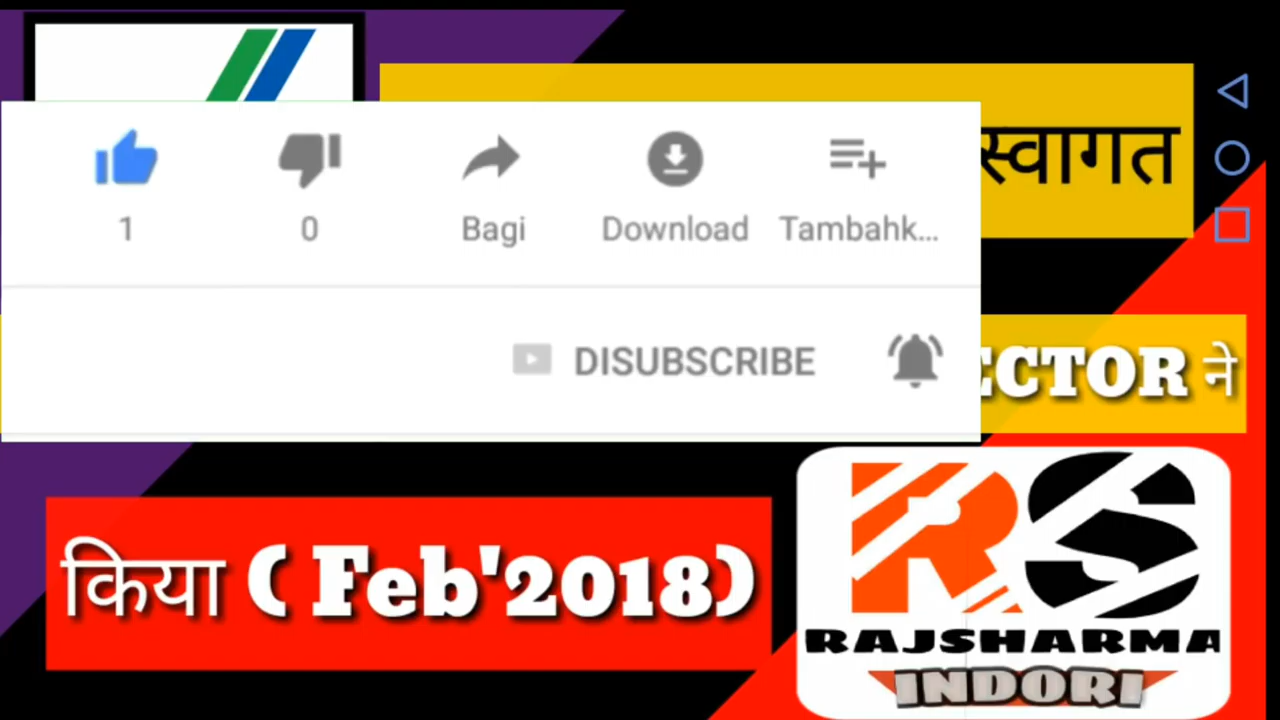 स्वागत
1 0 Bagi Download Tambahk...
DISUBSCRIBE
ECTOR ने
किया ( Feb'2018)
RS
RAJSHARMA
INDORI